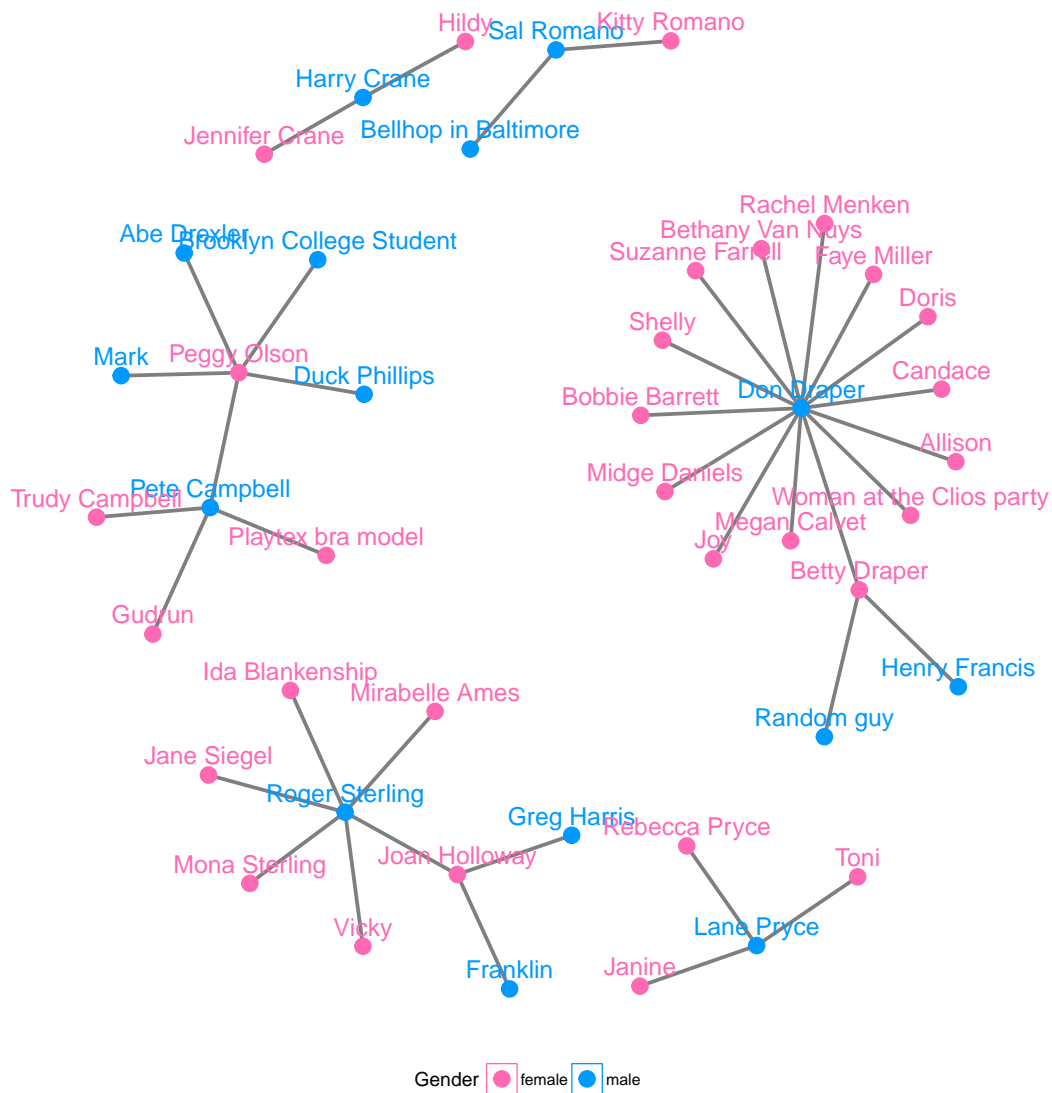 Hildy
Sal Romano
Kitty Romano
Harry Crane
Jennifer Crane
Bellhop in Baltimore
Rachel Menken
Bethany Van Nuys
Abe Drexler
Brooklyn College Student
Suzanne Farrell
Faye Miller
Doris
Shelly
Mark
Peggy Olson
Duck Phillips
Don Draper
Candace
Bobbie Barrett
Allison
Midge Daniels
Pete Campbell
Trudy Campbell
Woman at the Clios party
Megan Calvet
Playtex bra model
Joy
Betty Draper
Gudrun
Ida Blankenship
Henry Francis
Mirabelle Ames
Random guy
Jane Siegel
Roger Sterling
Greg Harris
Rebecca Pryce
Joan Holloway
Toni
Mona Sterling
Vicky
Lane Pryce
Franklin
Janine
Gender female male